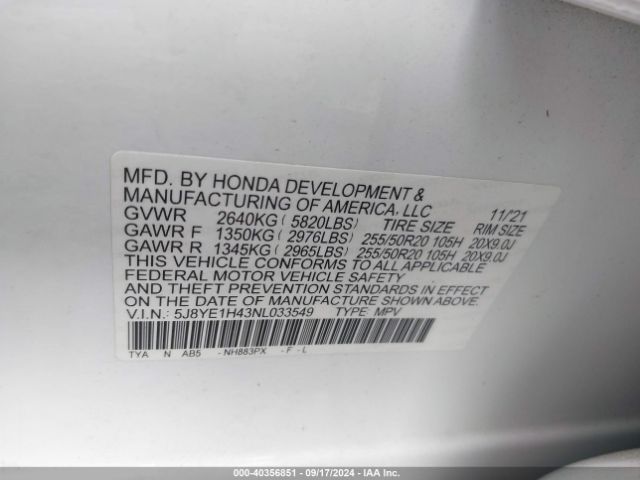 MFD. BY HONDA DEVELOPMENT &
MANUFACTURING OF AMERICA, LLC 11/21
GVWR 2640KG ( 5820LBS) TIRE SIZE RIM SIZE
GAWR F 1350KG ( 2976LBS) 255/50R20 105H 20X9.0J
GAWR R 1345KG ( 2965LBS) 255/50R20 105H 20X9.0J
THIS VEHICLE CONFORMS TO ALL APPLICABLE
FEDERAL MOTOR VEHICLE SAFETY
AND THEFT PREVENTION STANDARDS IN EFFECT
ON THE DATE OF MANUFACTURE SHOWN ABOVE.
V.I.N.: 5J8YE1H43NL033549 TYPE: MPV
TYA N AB5 - NH883PX - F - L
000-40356851 - 09/17/2024 - IAAI.COM